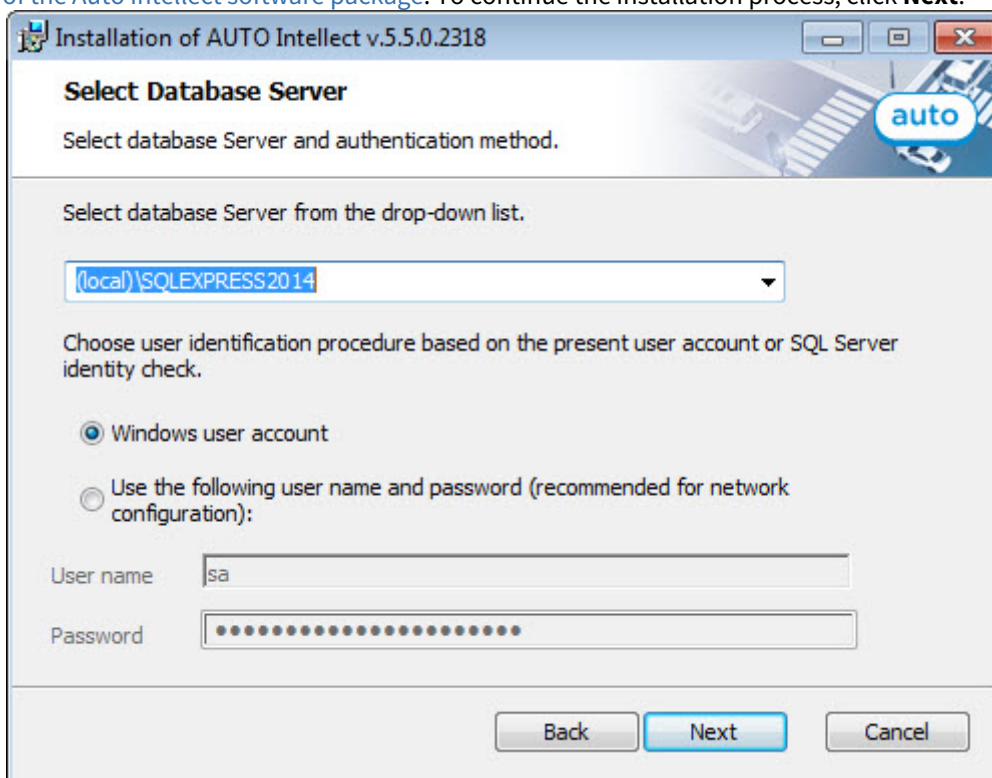 of the Auto Intellect software package. To continue the installation process, click Next.
Installation of AUTO Intellect v.5.5.0.2318
Select Database Server
auto
Select database Server and authentication method.
Select database Server from the drop-down list.
(local)\SQLEXPRESS2014
Choose user identification procedure based on the present user account or SQL Server
identity check.
Windows user account
Use the following user name and password (recommended for network
configuration):
User name
sa
Password
Back
Next
Cancel